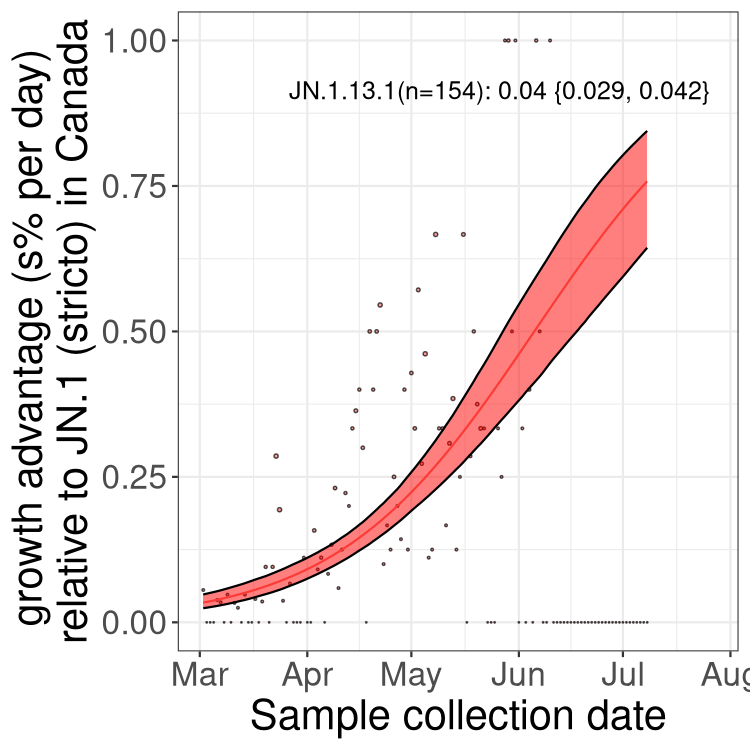 growth advantage (s% per day)
relative to JN.1 (stricto) in Canada
1.00
0.75
0.50
0.25
0.00
JN.1.13.1(n=154): 0.04 {0.029, 0.042}
Mar Apr May Jun Jul Aug
Sample collection date